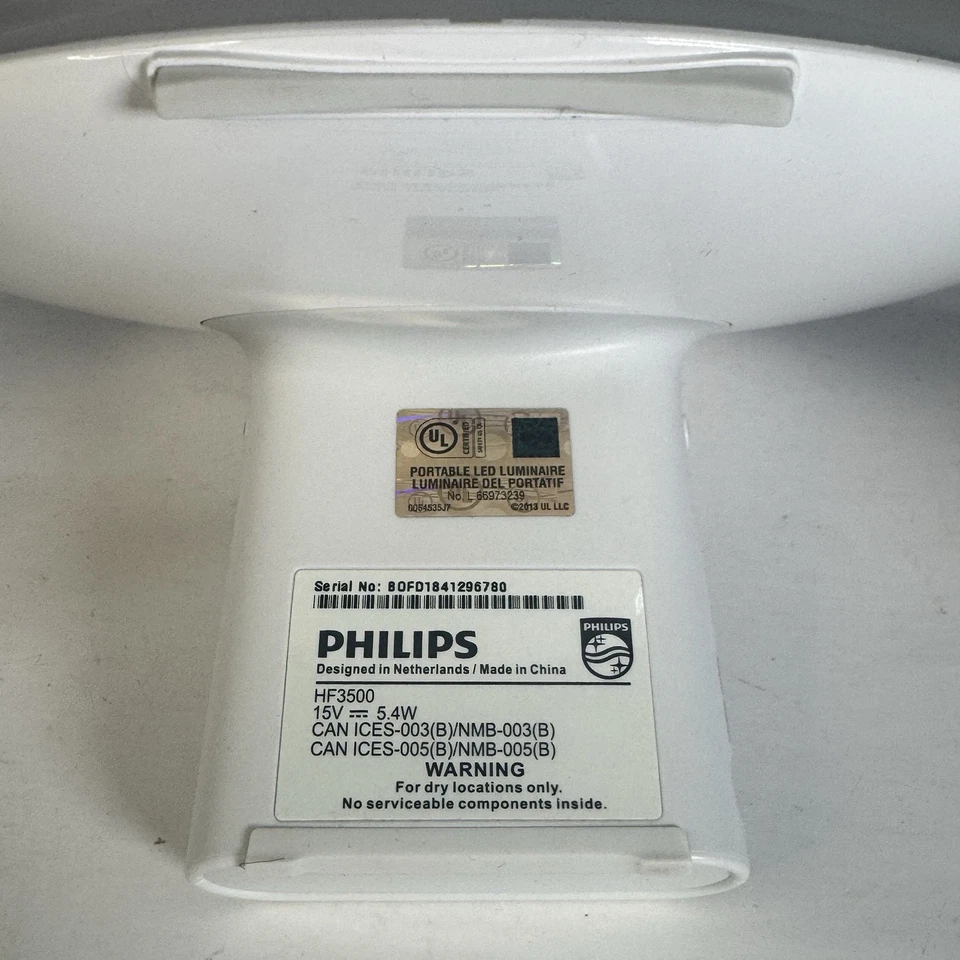 UL
CERTIFIED
PORTABLE LED LUMINAIRE
LUMINAIRE DEL PORTATIF
No. L 66973239
©2013 UL LLC
Serial No: BOFD1841296780
PHILIPS
PHILIPS
Designed in Netherlands / Made in China
HF3500
15V 5.4W
CAN ICES-003(B)/NMB-003(B)
CAN ICES-005(B)/NMB-005(B)
WARNING
For dry locations only.
No serviceable components inside.